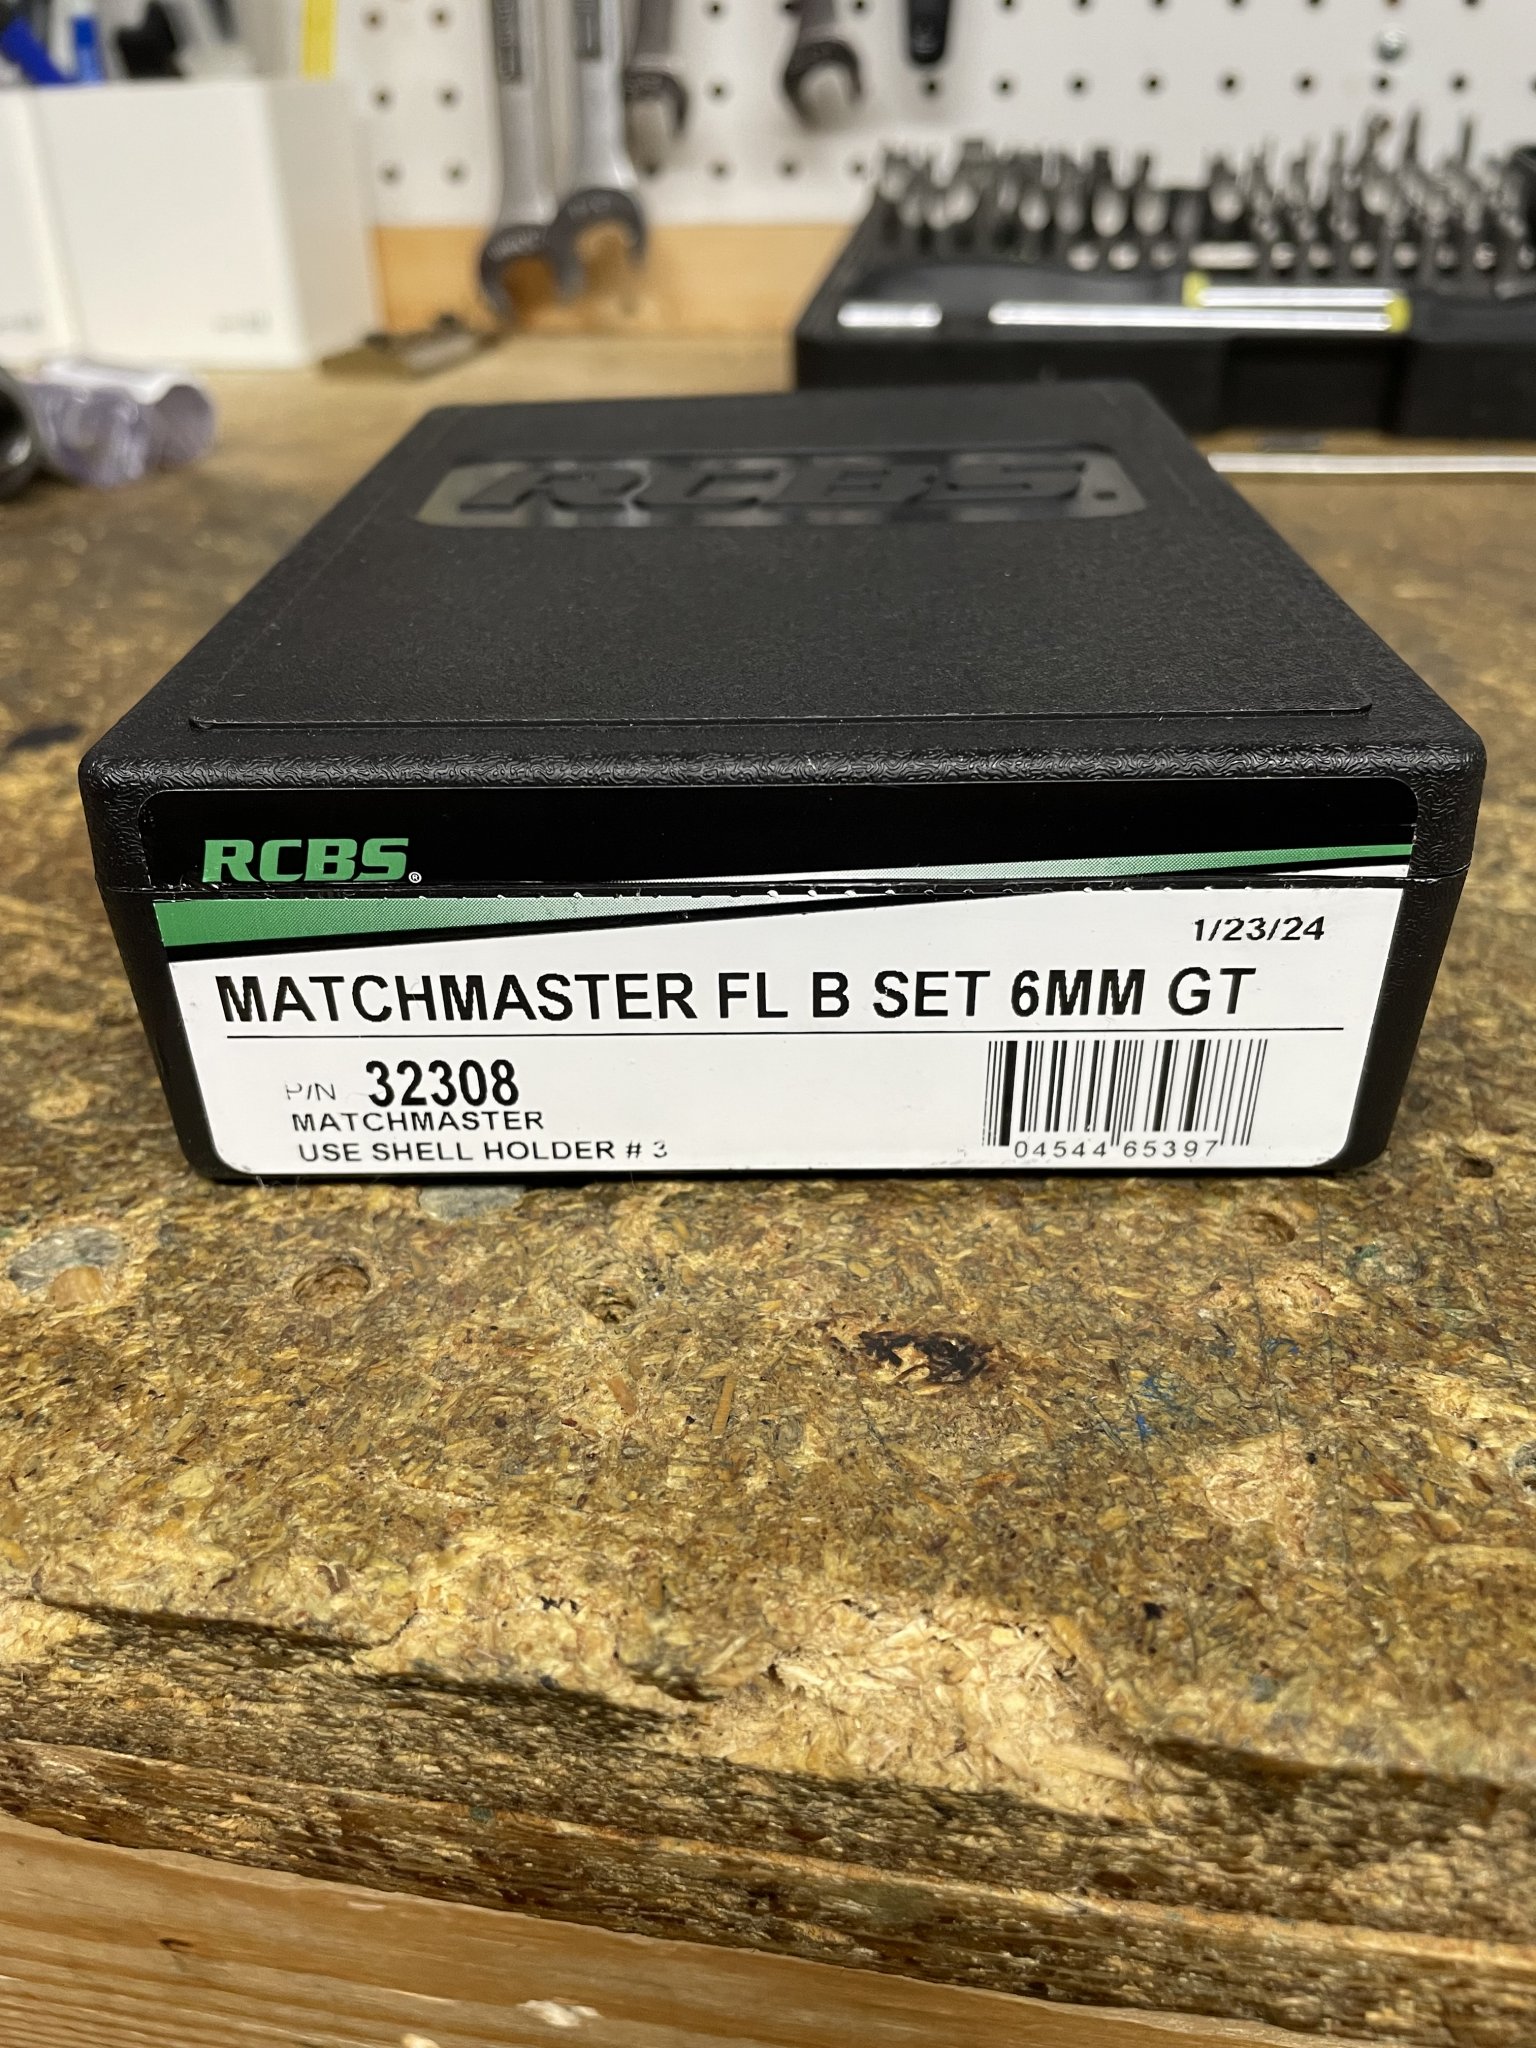 RCBS.
RCBS®
1/23/24
MATCHMASTER FL B SET 6MM GT
P/N 32308
MATCHMASTER
USE SHELL HOLDER # 3
04544 65397